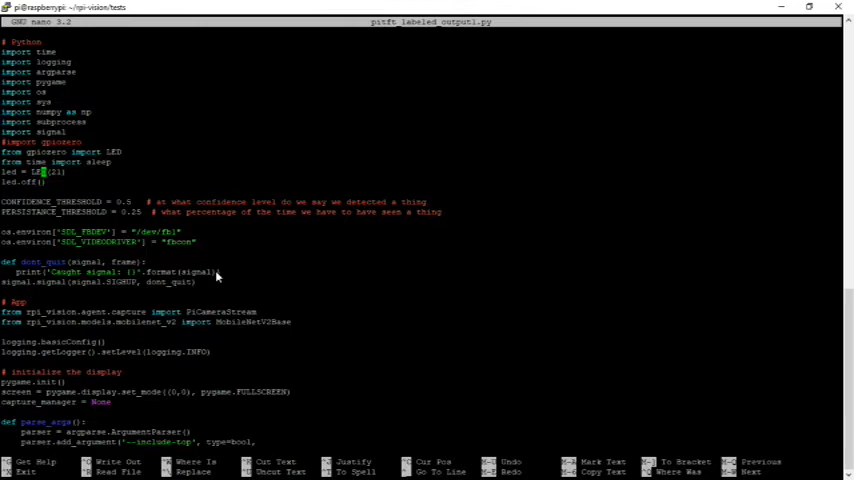 pi@raspberrypi: ~/rpi-vision/tests
GNU nano 3.2 pitft_labeled_output1.py
# Python
import time
import logging
import argparse
import pygame
import os
import sys
import numpy as np
import subprocess
import signal
#import gpiozero
from gpiozero import LED
from time import sleep
led = LED(21)
led.off()
CONFIDENCE_THRESHOLD = 0.5 # at what confidence level do we may we detected a thing
PERSISTANCE_THRESHOLD = 0.25 # what percentage of the time we have to have seen a thing
os.environ['SDL_FBDEV'] = "/dev/fb1"
os.environ['SDL_VIDEODRIVER'] = "fbcon"
def dont_quit(signal, frame):
print('Caught signal: {}'.format(signal))
signal.signal(signal.SIGHUP, dont_quit)
# App
from rpi_vision.agent.capture import PiCameraStream
from rpi_vision.models.mobilenet_v2 import MobileNetV2Base
logging.basicConfig()
logging.getLogger().setLevel(logging.INFO)
# initialize the display
pygame.init()
screen = pygame.display.set_mode((0,0), pygame.FULLSCREEN)
capture_manager = None
def parse_args():
parser = argparse.ArgumentParser()
parser.add_argument('--include-top', type=bool,
^G Get Help ^O Write Out ^W Where Is ^K Cut Text ^J Justify ^C Cur Pos M-U Undo M-A Mark Text M-] To Bracket M-Q Previous
^X Exit ^R Read File ^\ Replace ^U Uncut Text ^T To Spell ^_ Go To Line M-E Redo M-6 Copy Text ^Q Where Was M-W Next